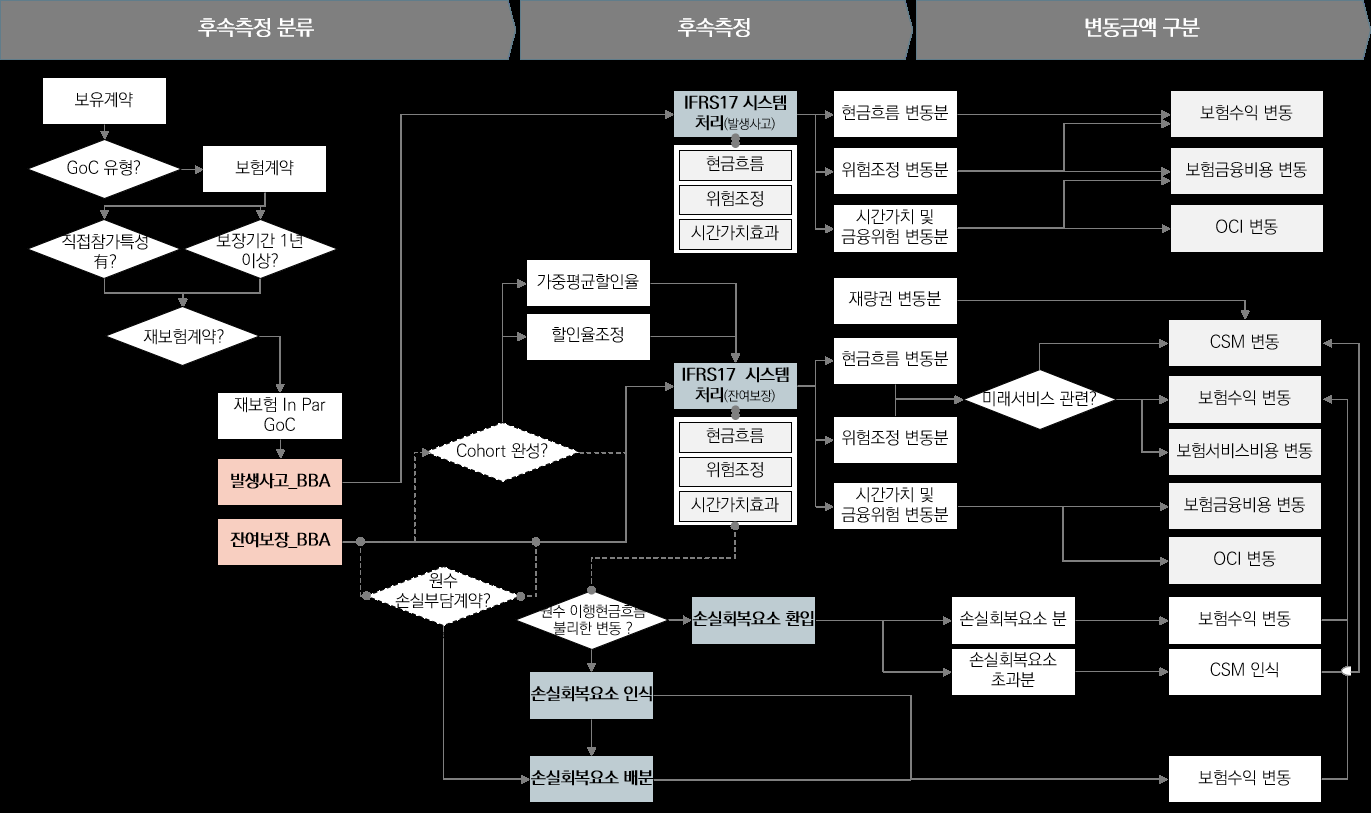 후속측정 분류
후속측정
변동금액 구분
보유계약
GoC 유형?
보험계약
직접참가특성
有?
보장기간 1년
이상?
재보험계약?
재보험 In Par
GoC
발생사고_BBA
잔여보장_BBA
Cohort 완성?
원수
손실부담계약?
가중평균할인율
할인율조정
IFRS17 시스템
처리(발생사고)
현금흐름
위험조정
시간가치효과
IFRS17 시스템
처리(잔여보장)
현금흐름
위험조정
시간가치효과
원수 이행현금흐름
불리한 변동 ?
손실회복요소 환입
손실회복요소 인식
손실회복요소 배분
현금흐름 변동분
위험조정 변동분
시간가치 및
금융위험 변동분
재량권 변동분
현금흐름 변동분
위험조정 변동분
시간가치 및
금융위험 변동분
미래서비스 관련?
손실회복요소 분
손실회복요소
초과분
보험수익 변동
보험금융비용 변동
OCI 변동
CSM 변동
보험수익 변동
보험서비스비용 변동
보험금융비용 변동
OCI 변동
보험수익 변동
CSM 인식
보험수익 변동